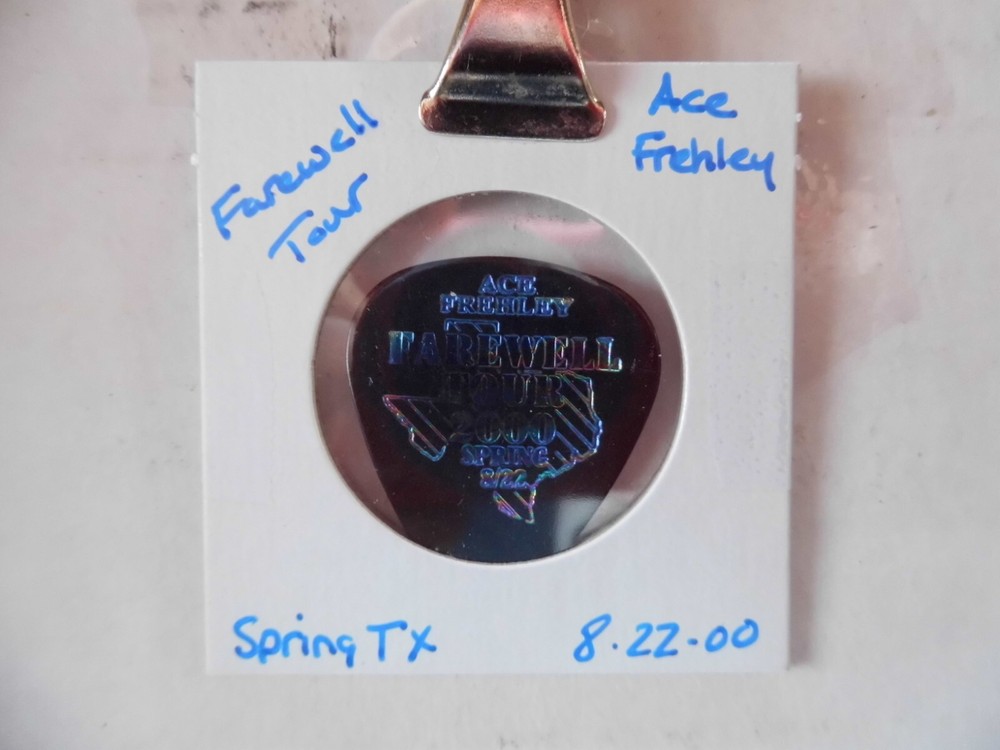 Farewell
Tour
Ace
Frehley
ACE
FREHLEY
FAREWELL
TOUR
2000
SPRING
8/22
Spring TX
8.22.00